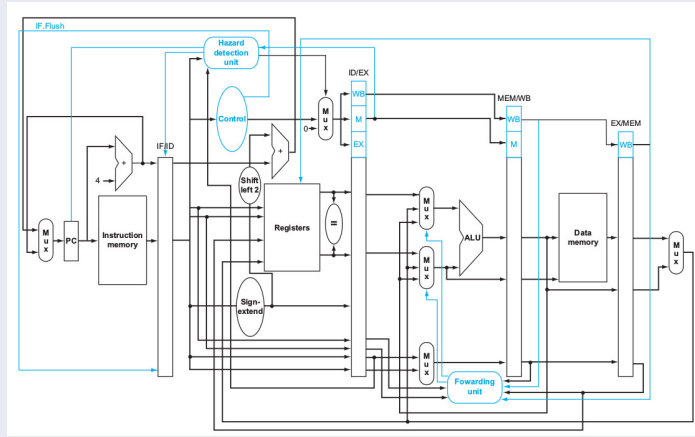 IF.Flush
Hazard
detection
unit
ID/EX
M
u
x
WB
Control
0
M
EX
MEM/WB
WB
M
EX/MEM
WB
IF/ID
+
4
+
Shift
left 2
M
u
x
PC
Instruction
memory
Registers
=
M
u
x
M
u
x
ALU
Data
memory
M
u
x
Sign-
extend
M
u
x
Fowarding
unit